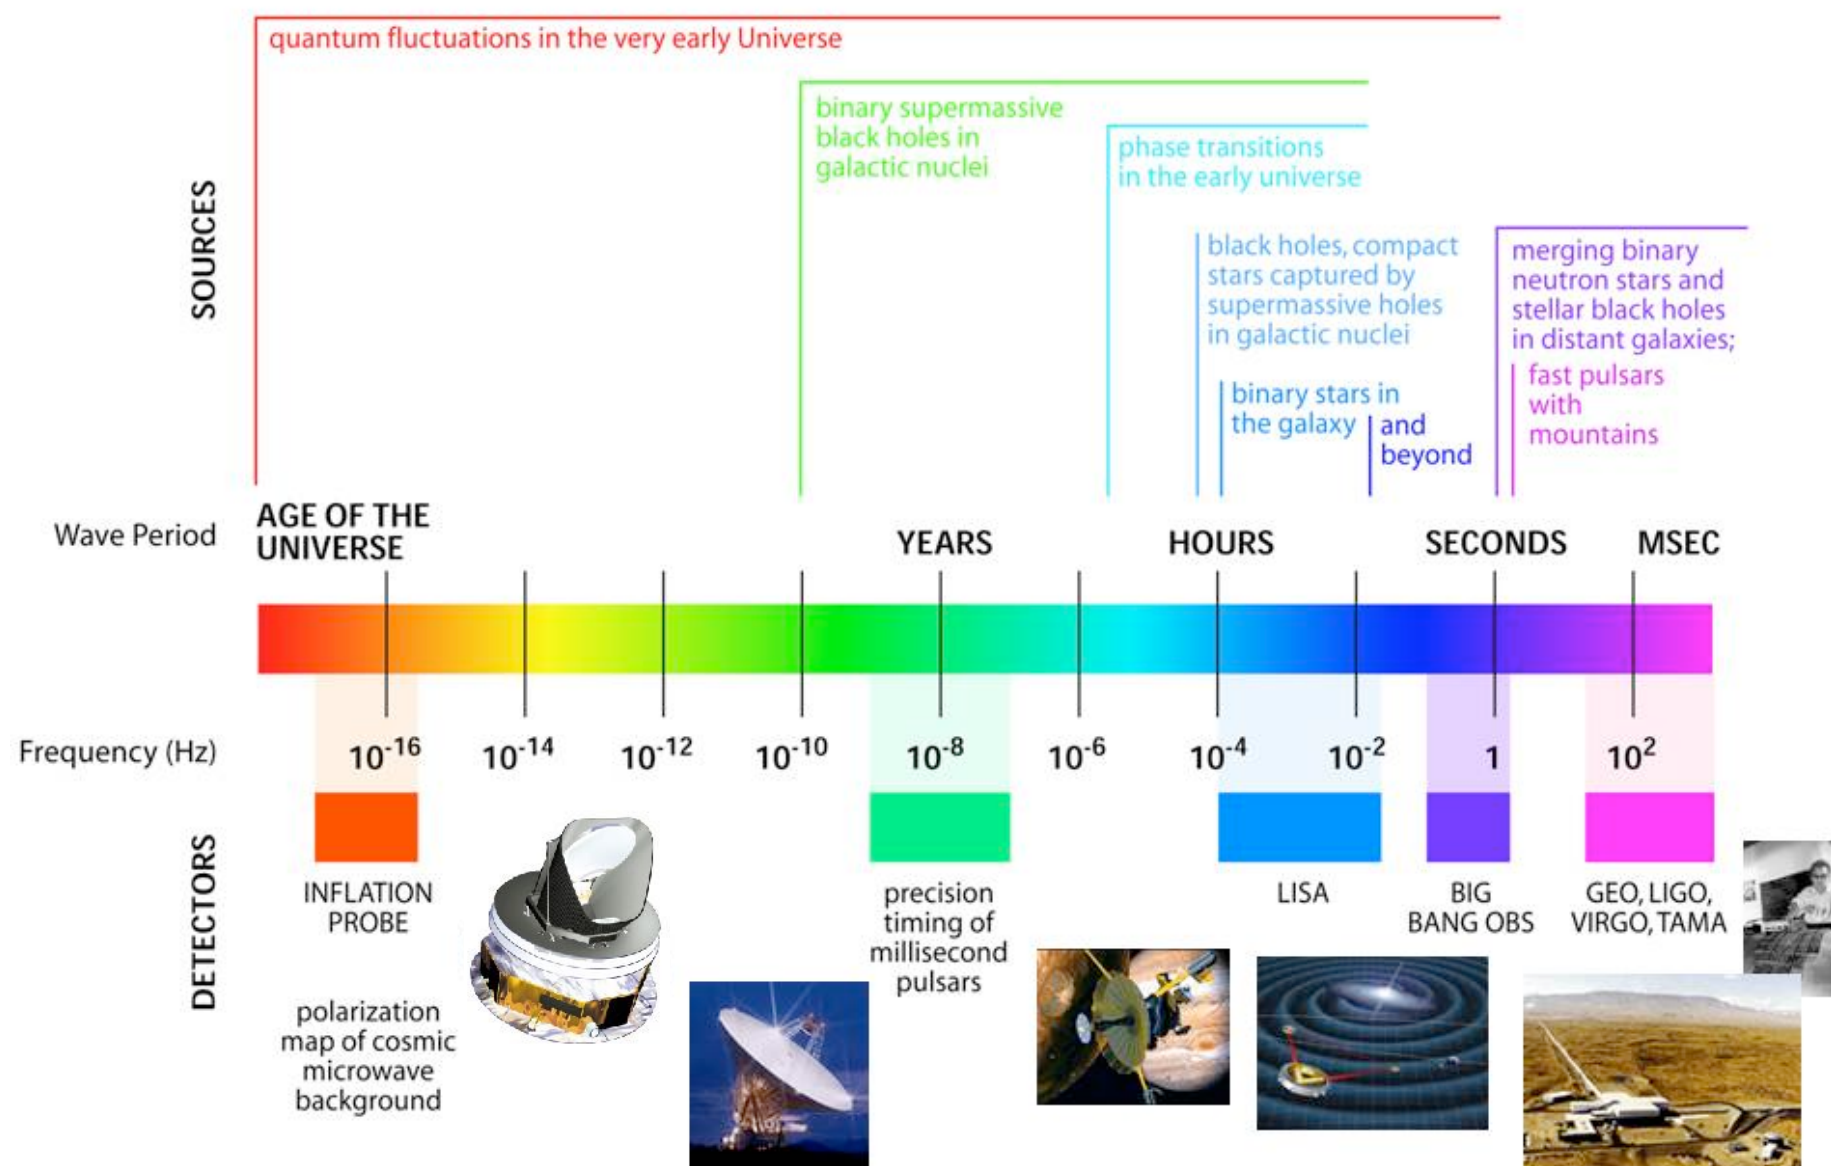 quantum fluctuations in the very early Universe
binary supermassive
black holes in
galactic nuclei
phase transitions
in the early universe
SOURCES
black holes, compact
stars captured by
supermassive holes
in galactic nuclei
merging binary
neutron stars and
stellar black holes
in distant galaxies;
binary stars in
the galaxy
and
beyond
fast pulsars
with
mountains
Wave Period
AGE OF THE
UNIVERSE
YEARS
HOURS
SECONDS
MSEC
Frequency (Hz)
10⁻¹⁶
10⁻¹⁴
10⁻¹²
10⁻¹⁰
10⁻⁸
10⁻⁶
10⁻⁴
10⁻²
1
10²
DETECTORS
INFLATION
PROBE
polarization
map of cosmic
microwave
background
precision
timing of
millisecond
pulsars
LISA
BIG
BANG OBS
GEO, LIGO,
VIRGO, TAMA